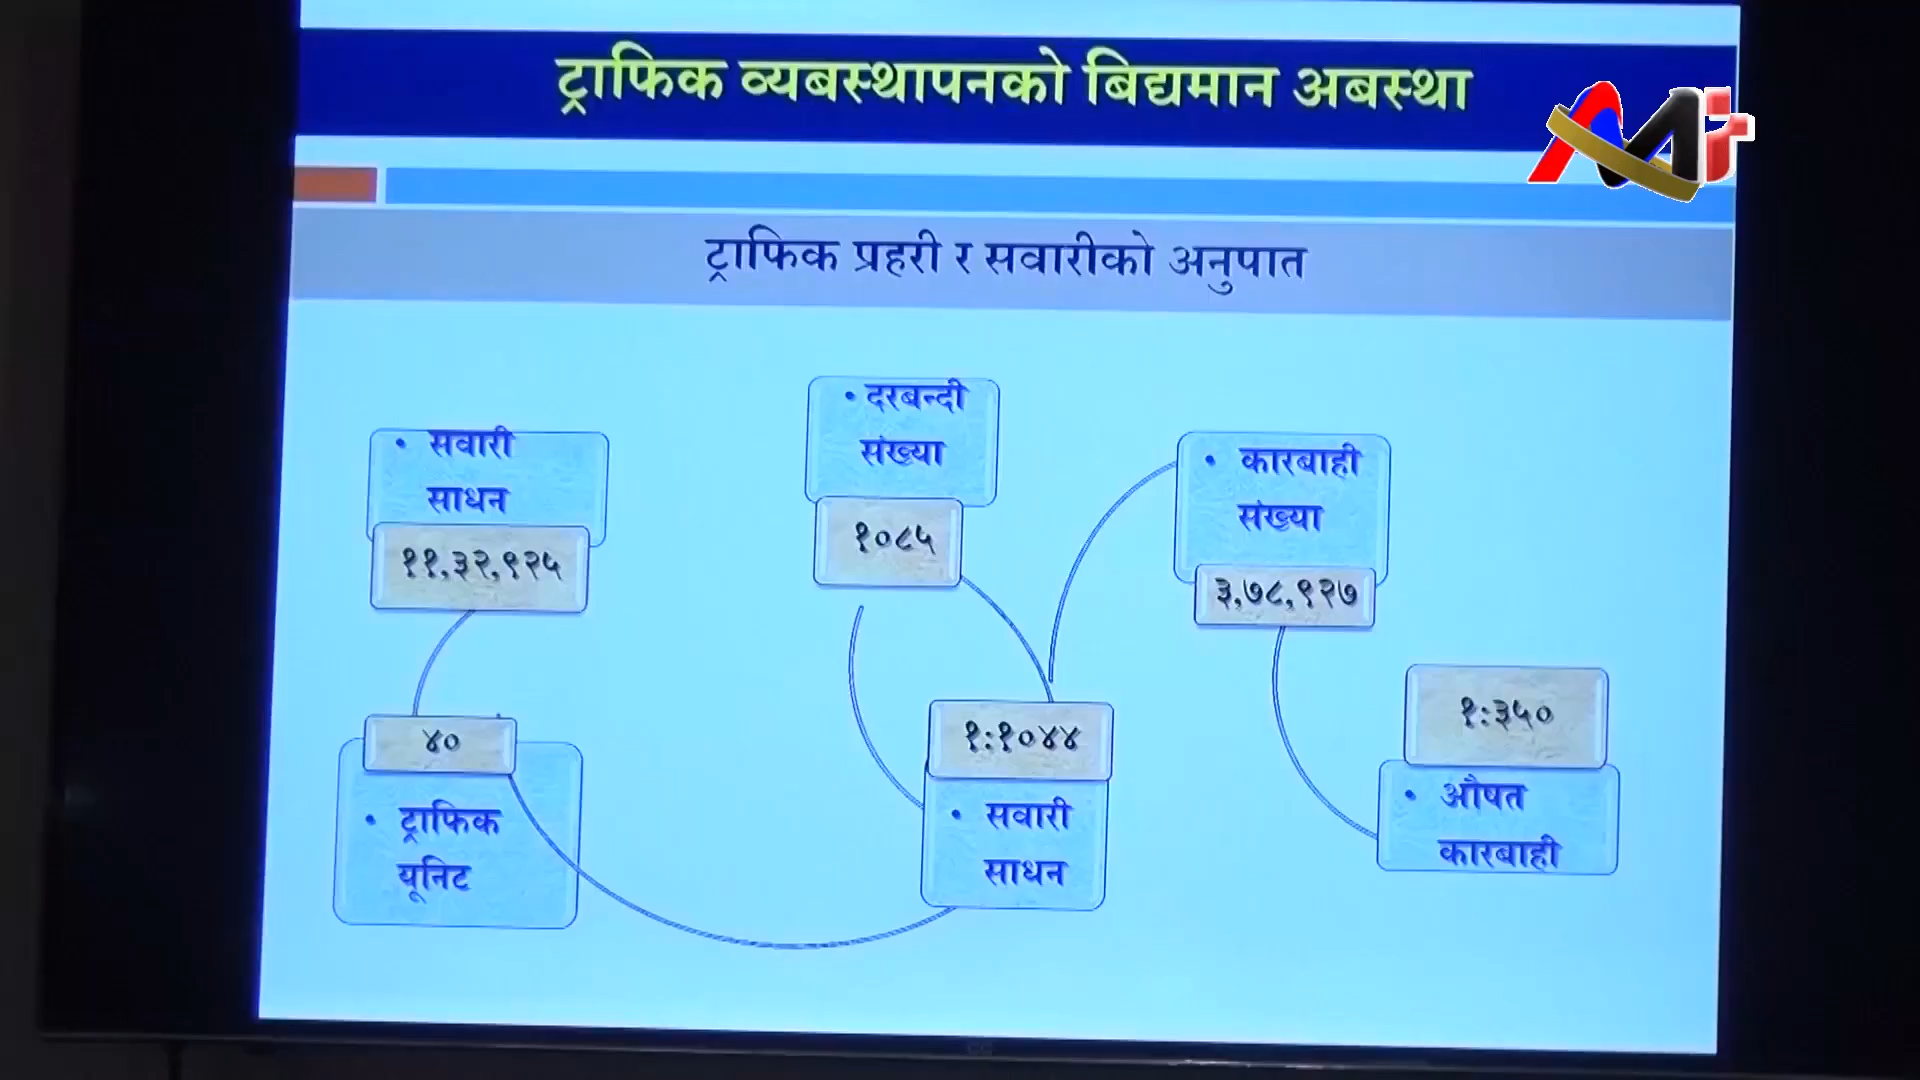 ट्राफिक व्यबस्थापनको बिद्यमान अबस्था
ट्राफिक प्रहरी र सवारीको अनुपात
• सवारी
साधन
११,३२,९२५
४०
• ट्राफिक
यूनिट
• दरबन्दी
संख्या
१०८५
१:१०४४
• सवारी
साधन
• कारबाही
संख्या
३,७८,९२७
१:३५०
• औषत
कारबाही